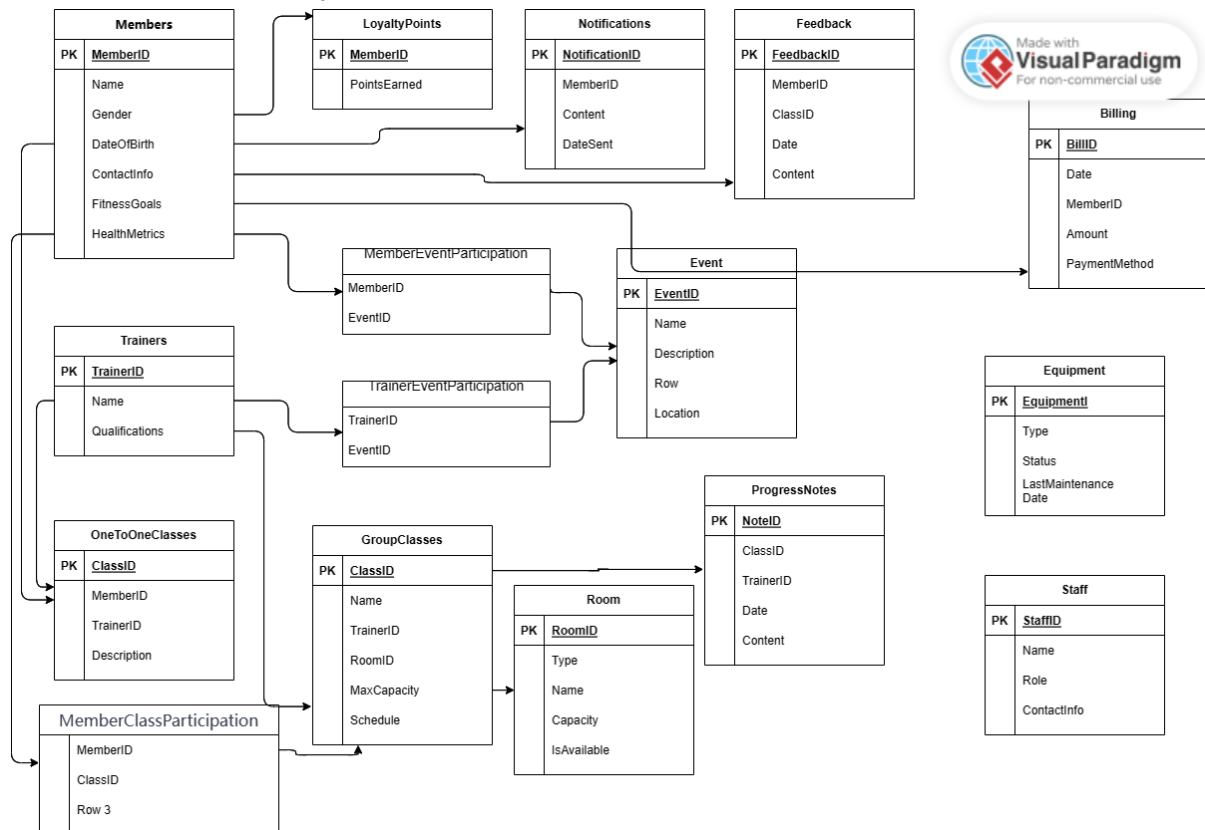 Members
PK MemberID
Name
Gender
DateOfBirth
ContactInfo
FitnessGoals
HealthMetrics
LoyaltyPoints
PK MemberID
PointsEarned
Notifications
PK NotificationID
MemberID
Content
DateSent
Feedback
PK FeedbackID
MemberID
ClassID
Date
Content
Made with
Visual Paradigm
For non-commercial use
Billing
PK BillID
Date
MemberID
Amount
PaymentMethod
MemberEventParticipation
MemberID
EventID
Event
PK EventID
Name
Description
Row
Location
Trainers
PK TrainerID
Name
Qualifications
TrainerEventParticipation
TrainerID
EventID
Equipment
PK EquipmentI
Type
Status
LastMaintenance
Date
ProgressNotes
PK NoteID
ClassID
TrainerID
Date
Content
OneToOneClasses
PK ClassID
MemberID
TrainerID
Description
GroupClasses
PK ClassID
Name
TrainerID
RoomID
MaxCapacity
Schedule
Room
PK RoomID
Type
Name
Capacity
IsAvailable
Staff
PK StaffID
Name
Role
ContactInfo
MemberClassParticipation
MemberID
ClassID
Row 3